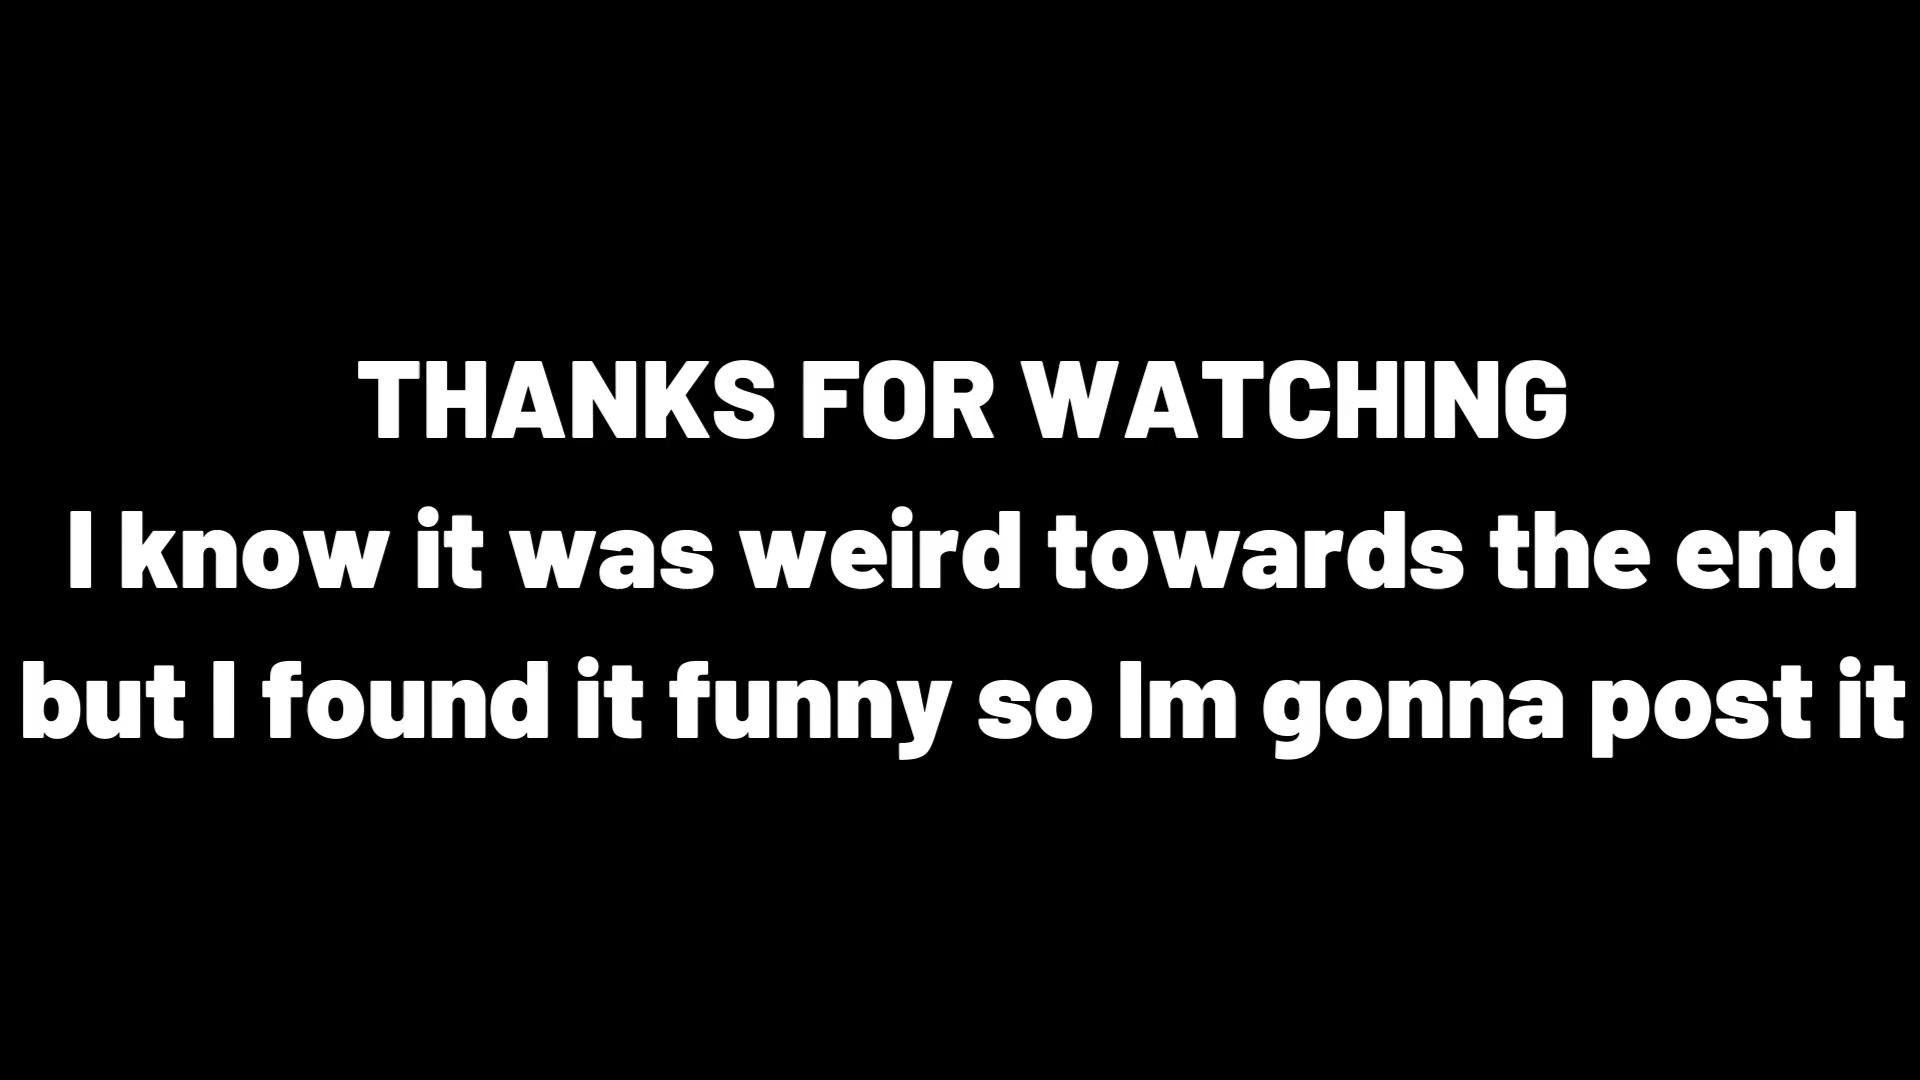 THANKS FOR WATCHING
I know it was weird towards the end
but I found it funny so Im gonna post it